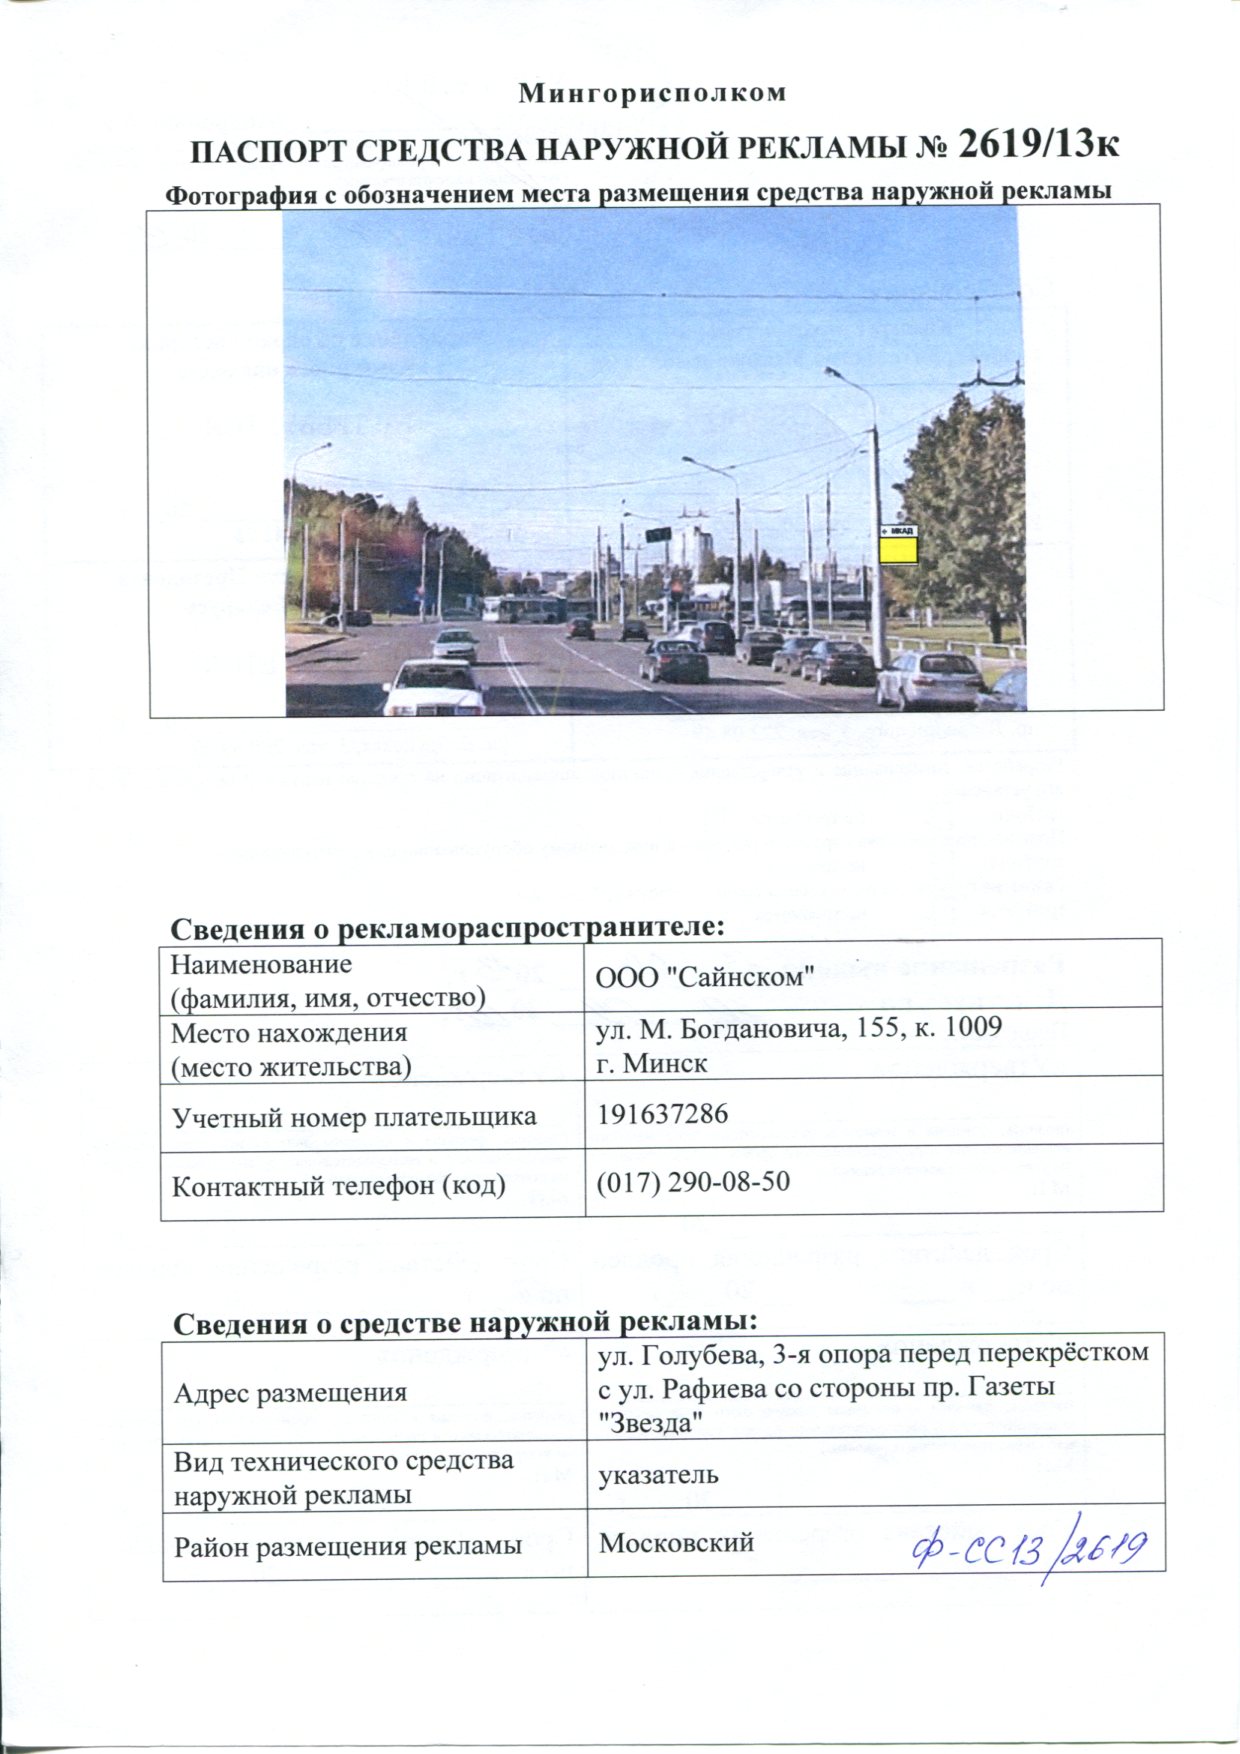 Мингорисполком
ПАСПОРТ СРЕДСТВА НАРУЖНОЙ РЕКЛАМЫ № 2619/13к
Фотография с обозначением места размещения средства наружной рекламы
МКАД
Сведения о рекламораспространителе:
Наименование
(фамилия, имя, отчество)
ООО "Сайнском"
Место нахождения
(место жительства)
ул. М. Богдановича, 155, к. 1009
г. Минск
Учетный номер плательщика
191637286
Контактный телефон (код)
(017) 290-08-50
Сведения о средстве наружной рекламы:
Адрес размещения
ул. Голубева, 3-я опора перед перекрёстком
с ул. Рафиева со стороны пр. Газеты
"Звезда"
Вид технического средства
наружной рекламы
указатель
Район размещения рекламы
Московский
Ф-СС13/2619